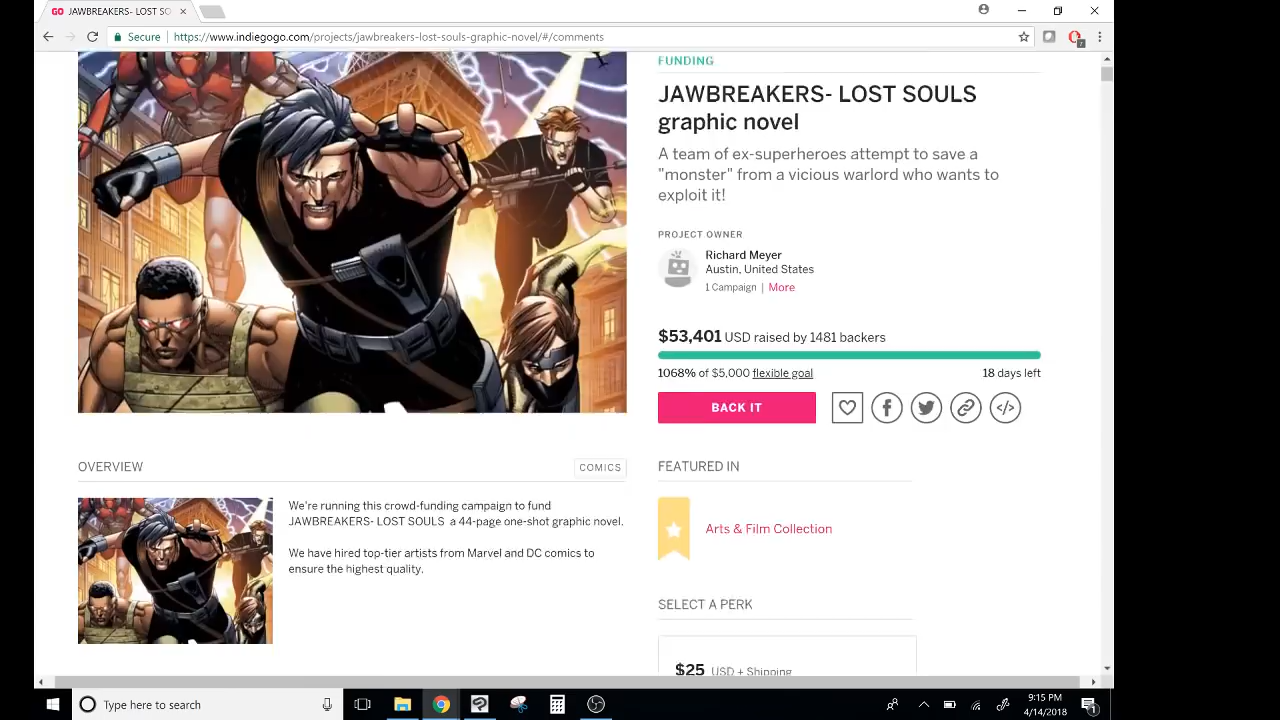 GO JAWBREAKERS- LOST SO
Secure
https://www.indiegogo.com/projects/jawbreakers-lost-souls-graphic-novel/#/comments
7
FUNDING
JAWBREAKERS- LOST SOULS
graphic novel
A team of ex-superheroes attempt to save a
"monster" from a vicious warlord who wants to
exploit it!
PROJECT OWNER
Richard Meyer
Austin, United States
1 Campaign | More
$53,401 USD raised by 1481 backers
1068% of $5,000 flexible goal
18 days left
BACK IT
OVERVIEW
COMICS
We're running this crowd-funding campaign to fund
JAWBREAKERS- LOST SOULS a 44-page one-shot graphic novel.
We have hired top-tier artists from Marvel and DC comics to
ensure the highest quality.
FEATURED IN
Arts & Film Collection
SELECT A PERK
$25 USD + Shipping
Type here to search
9:15 PM
4/14/2018
1